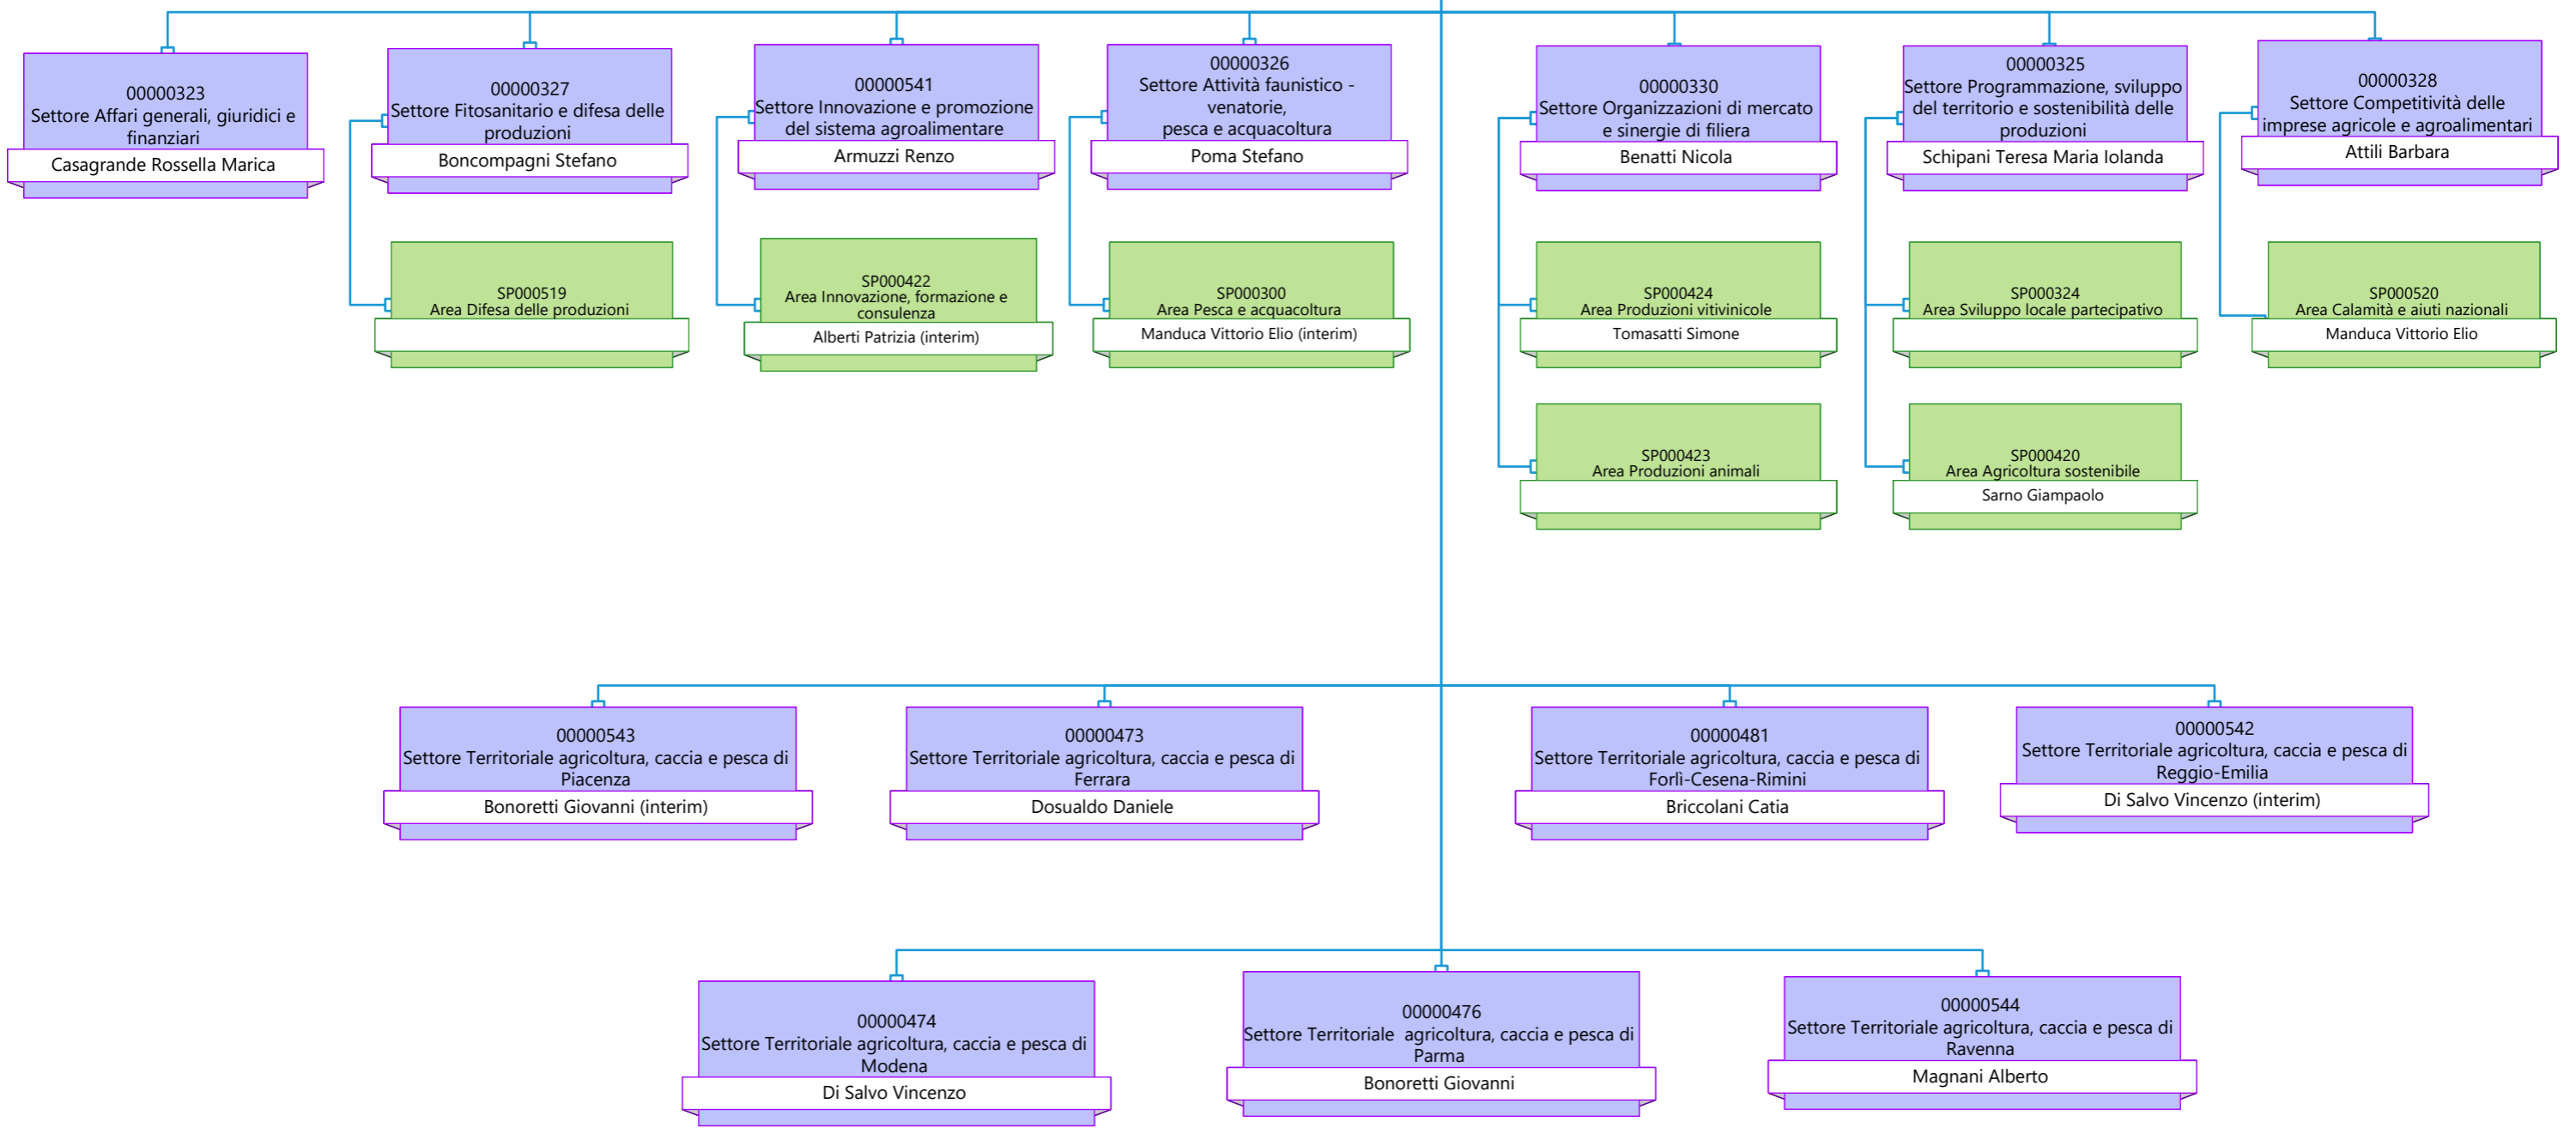 00000323
Settore Affari generali, giuridici e
finanziari
Casagrande Rossella Marica
00000327
Settore Fitosanitario e difesa delle
produzioni
Boncompagni Stefano
00000541
Settore Innovazione e promozione
del sistema agroalimentare
Armuzzi Renzo
00000326
Settore Attività faunistico -
venatorie,
pesca e acquacoltura
Poma Stefano
00000330
Settore Organizzazioni di mercato
e sinergie di filiera
Benatti Nicola
00000325
Settore Programmazione, sviluppo
del territorio e sostenibilità delle
produzioni
Schipani Teresa Maria Iolanda
00000328
Settore Competitività delle
imprese agricole e agroalimentari
Attili Barbara
SP000519
Area Difesa delle produzioni
SP000422
Area Innovazione, formazione e
consulenza
Alberti Patrizia (interim)
SP000300
Area Pesca e acquacoltura
Manduca Vittorio Elio (interim)
SP000424
Area Produzioni vitivinicole
Tomasatti Simone
SP000324
Area Sviluppo locale partecipativo
SP000520
Area Calamità e aiuti nazionali
Manduca Vittorio Elio
SP000423
Area Produzioni animali
SP000420
Area Agricoltura sostenibile
Sarno Giampaolo
00000543
Settore Territoriale agricoltura, caccia e pesca di
Piacenza
Bonoretti Giovanni (interim)
00000473
Settore Territoriale agricoltura, caccia e pesca di
Ferrara
Dosualdo Daniele
00000481
Settore Territoriale agricoltura, caccia e pesca di
Forlì-Cesena-Rimini
Briccolani Catia
00000542
Settore Territoriale agricoltura, caccia e pesca di
Reggio-Emilia
Di Salvo Vincenzo (interim)
00000474
Settore Territoriale agricoltura, caccia e pesca di
Modena
Di Salvo Vincenzo
00000476
Settore Territoriale  agricoltura, caccia e pesca di
Parma
Bonoretti Giovanni
00000544
Settore Territoriale agricoltura, caccia e pesca di
Ravenna
Magnani Alberto